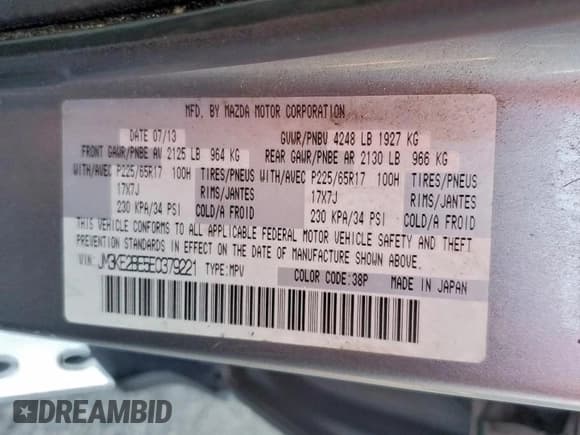 MFD. BY MAZDA MOTOR CORPORATION
DATE 07/13 GVWR/PNBV 4248 LB 1927 KG
FRONT GAWR/PNBE AV 2125 LB 964 KG REAR GAWR/PNBE AR 2130 LB 966 KG
WITH/AVEC P225/65R17 100H TIRES/PNEUS WITH/AVEC P225/65R17 100H TIRES/PNEUS
17X7J RIMS/JANTES 17X7J RIMS/JANTES
230 KPA/34 PSI COLD/A FROID 230 KPA/34 PSI COLD/A FROID
THIS VEHICLE CONFORMS TO ALL APPLICABLE FEDERAL MOTOR VEHICLE SAFETY AND THEFT
PREVENTION STANDARDS IN EFFECT ON THE DATE OF MANUFACTURE SHOWN ABOVE.
VIN: JM3KE2BE5E0379221 TYPE:MPV
COLOR CODE:38P MADE IN JAPAN
DREAMBID